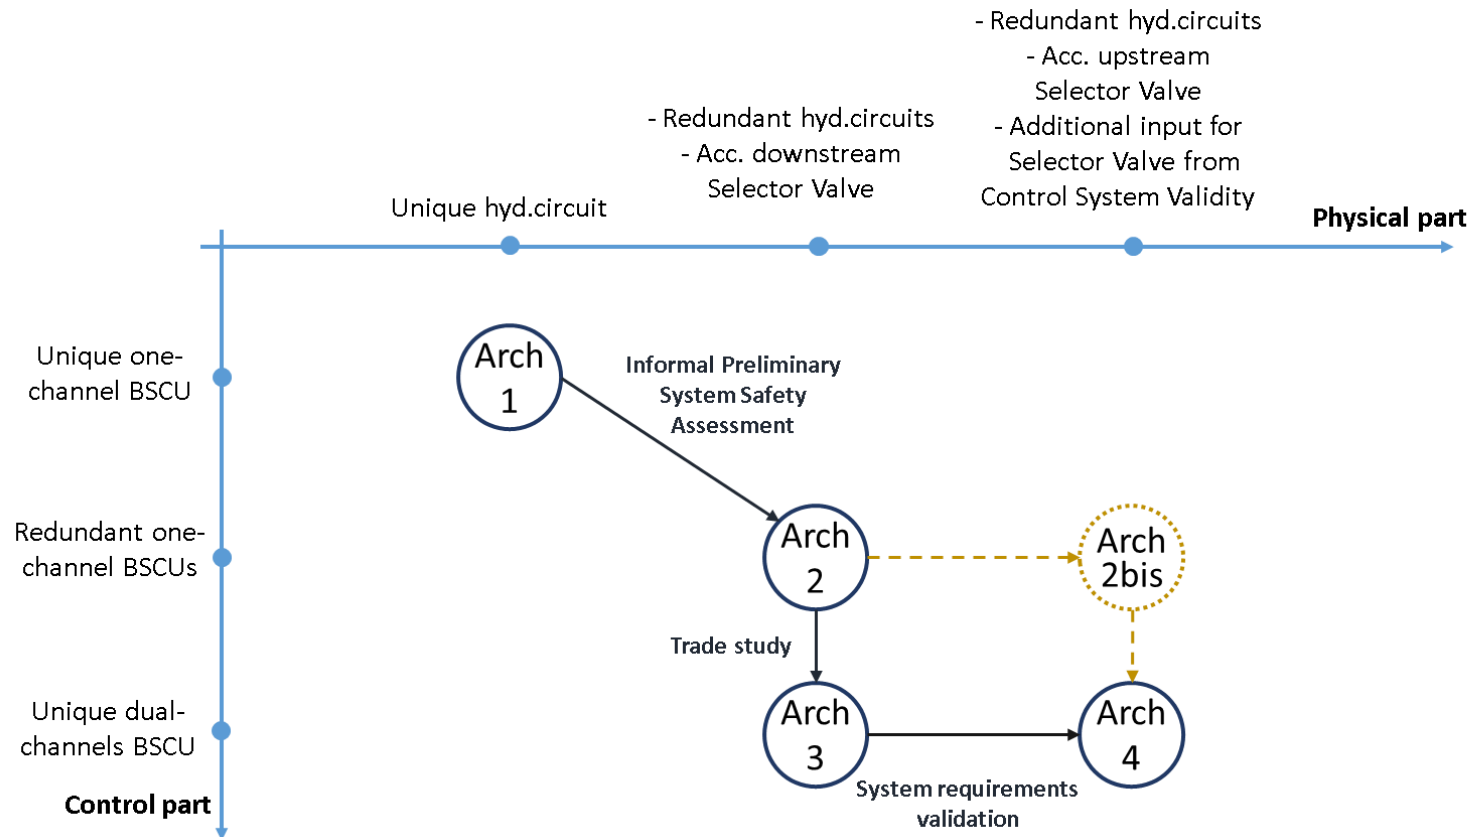 - Redundant hyd.circuits
- Acc. upstream
Selector Valve
- Additional input for
Selector Valve from
Control System Validity
- Redundant hyd.circuits
- Acc. downstream
Selector Valve
Unique hyd.circuit
Physical part
Unique one-
channel BSCU
Arch
1
Informal Preliminary
System Safety
Assessment
Redundant one-
channel BSCUs
Arch
2
Arch
2bis
Trade study
Unique dual-
channels BSCU
Arch
3
Arch
4
System requirements
validation
Control part